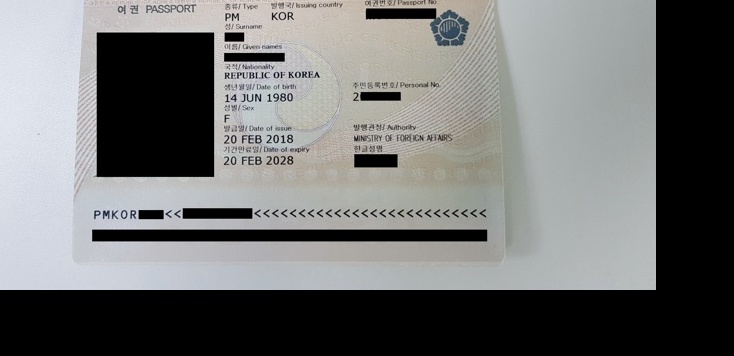 여권 PASSPORT
종류/ Type 발행국/ Issuing country 여권번호/ Passport No.
PM KOR
성/ Surname
이름/ Given names
국적/ Nationality
REPUBLIC OF KOREA
생년월일/ Date of birth 주민등록번호/ Personal No.
14 JUN 1980 2
성별/ Sex
F
발급일/ Date of issue 발행관청/ Authority
20 FEB 2018 MINISTRY OF FOREIGN AFFAIRS
기간만료일/ Date of expiry 한글성명
20 FEB 2028
PMKOR <<  <<<<<<<<<<<<<<<<<<<<<<<<<<<